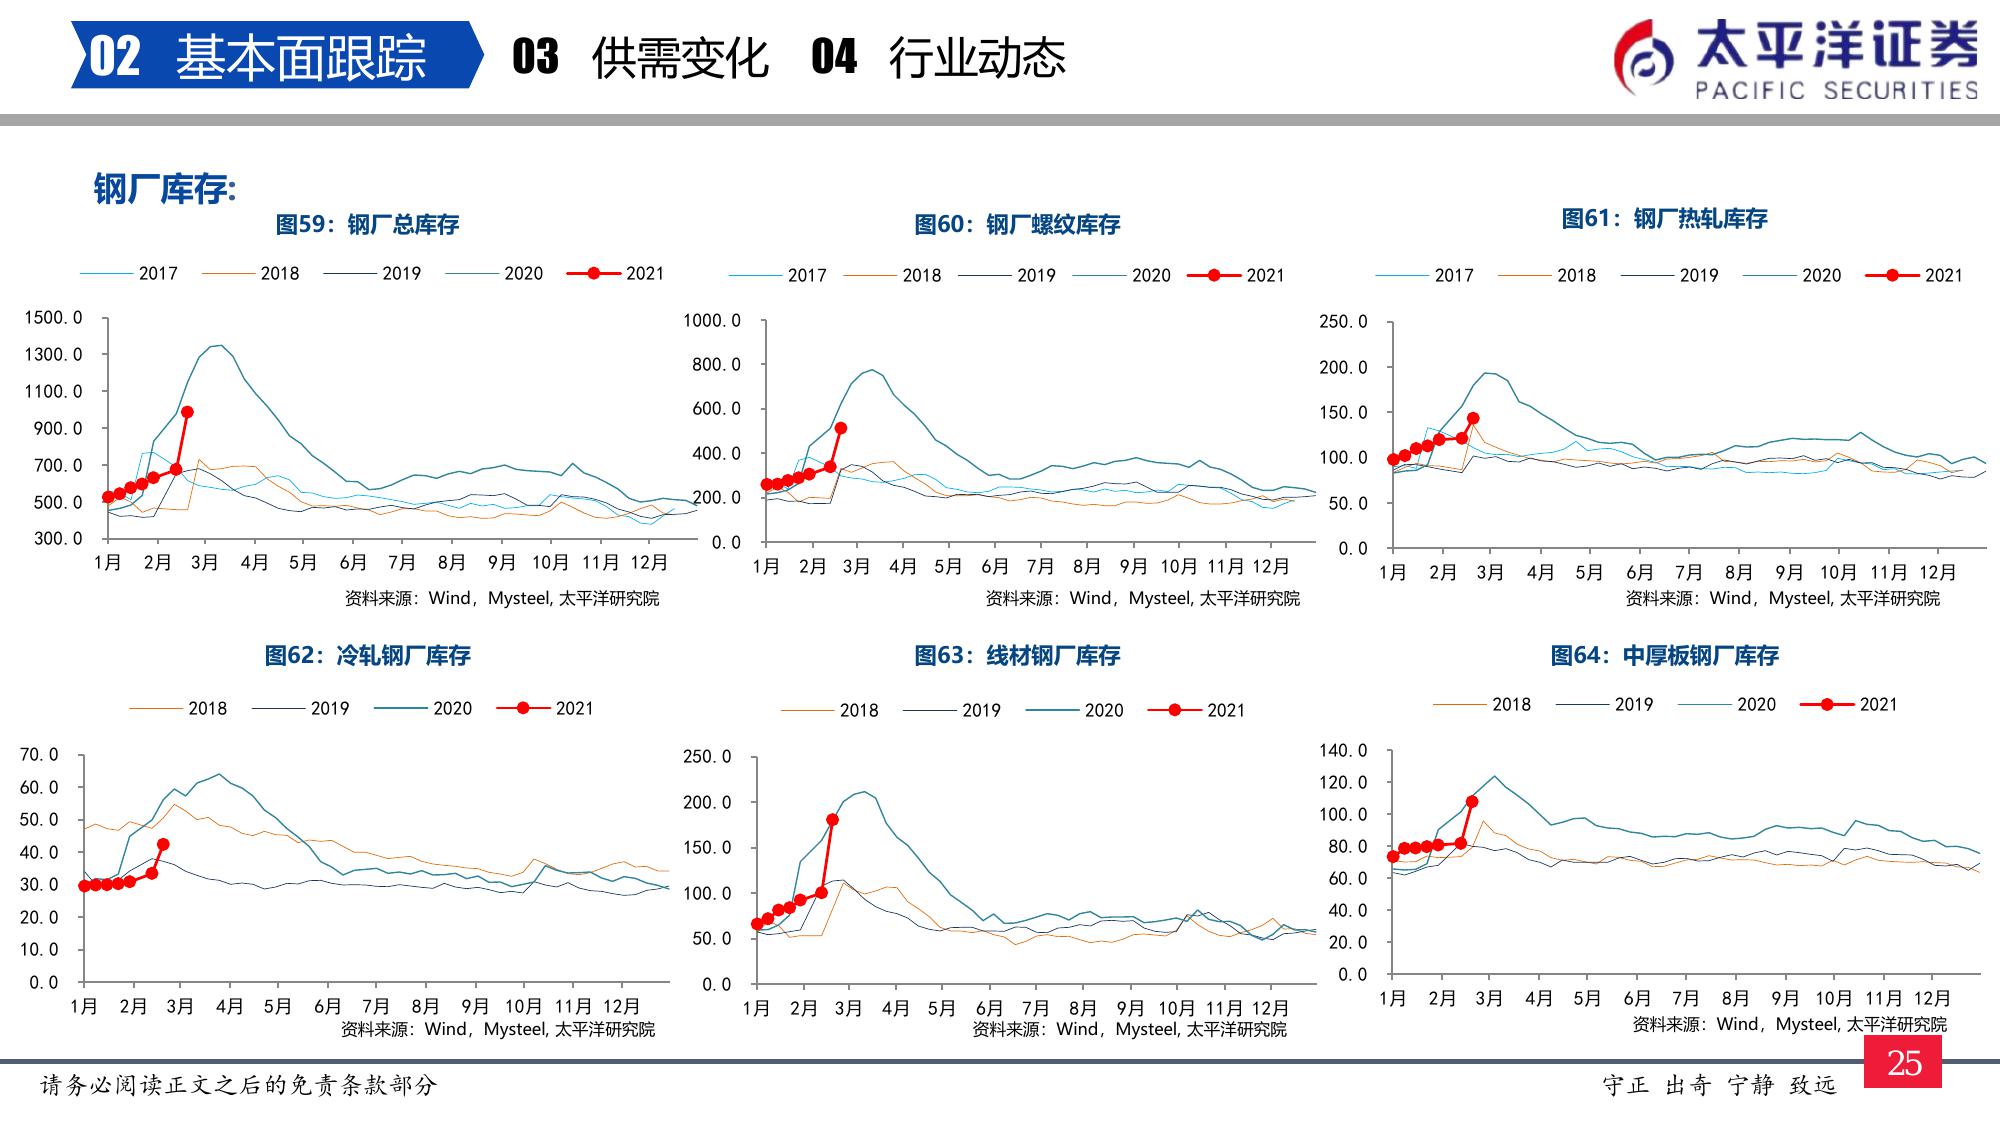 02 基本面跟踪 03 供需变化 04 行业动态
太平洋证券
PACIFIC SECURITIES
钢厂库存:
图59：钢厂总库存
2017 2018 2019 2020 2021
1500.0
1300.0
1100.0
900.0
700.0
500.0
300.0
1月 2月 3月 4月 5月 6月 7月 8月 9月 10月 11月 12月
资料来源：Wind，Mysteel, 太平洋研究院
图60：钢厂螺纹库存
2017 2018 2019 2020 2021
1000.0
800.0
600.0
400.0
200.0
0.0
1月 2月 3月 4月 5月 6月 7月 8月 9月 10月 11月 12月
资料来源：Wind，Mysteel, 太平洋研究院
图61：钢厂热轧库存
2017 2018 2019 2020 2021
250.0
200.0
150.0
100.0
50.0
0.0
1月 2月 3月 4月 5月 6月 7月 8月 9月 10月 11月 12月
资料来源：Wind，Mysteel, 太平洋研究院
图62：冷轧钢厂库存
2018 2019 2020 2021
70.0
60.0
50.0
40.0
30.0
20.0
10.0
0.0
1月 2月 3月 4月 5月 6月 7月 8月 9月 10月 11月 12月
资料来源：Wind，Mysteel, 太平洋研究院
图63：线材钢厂库存
2018 2019 2020 2021
250.0
200.0
150.0
100.0
50.0
0.0
1月 2月 3月 4月 5月 6月 7月 8月 9月 10月 11月 12月
资料来源：Wind，Mysteel, 太平洋研究院
图64：中厚板钢厂库存
2018 2019 2020 2021
140.0
120.0
100.0
80.0
60.0
40.0
20.0
0.0
1月 2月 3月 4月 5月 6月 7月 8月 9月 10月 11月 12月
资料来源：Wind，Mysteel, 太平洋研究院
请务必阅读正文之后的免责条款部分
守正 出奇 宁静 致远
25